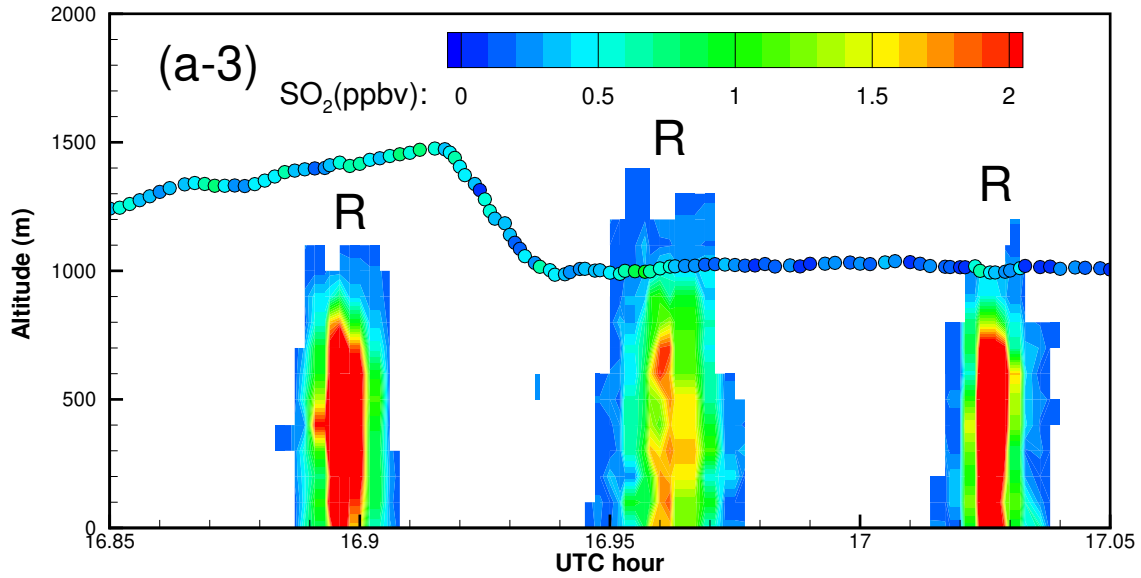 2000
(a-3)
SO₂(ppbv): 0 0.5 1 1.5 2
R
1500
R
R
1000
500
0
Altitude (m)
16.85 16.9 16.95 17 17.05
UTC hour